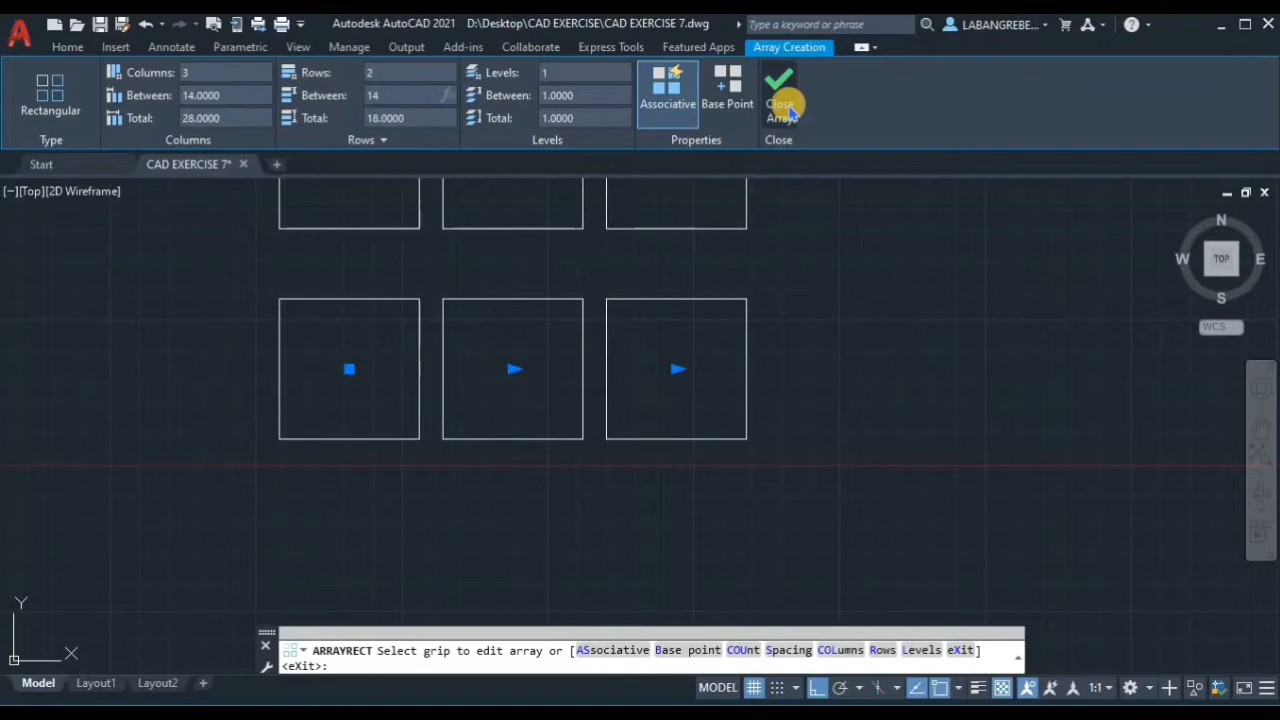 Autodesk AutoCAD 2021 D:\Desktop\CAD EXERCISE\CAD EXERCISE 7.dwg Type a keyword or phrase LABANGREBE...
Home Insert Annotate Parametric View Manage Output Add-ins Collaborate Express Tools Featured Apps Array Creation
Columns: 3 Rows: 2 Levels: 1
Between: 14.0000 Between: 14 Between: 1.0000
Rectangular Associative Base Point Close
Total: 28.0000 Total: 18.0000 Total: 1.0000 Array
Type Columns Rows Levels Properties Close
Start CAD EXERCISE 7*
[−][Top][2D Wireframe]
N
W TOP E
S
WCS
Y
X
ARRAYRECT Select grip to edit array or [ASsociative Base point COUnt Spacing COLumns Rows Levels eXit]
<eXit>:
Model Layout1 Layout2 MODEL 1:1